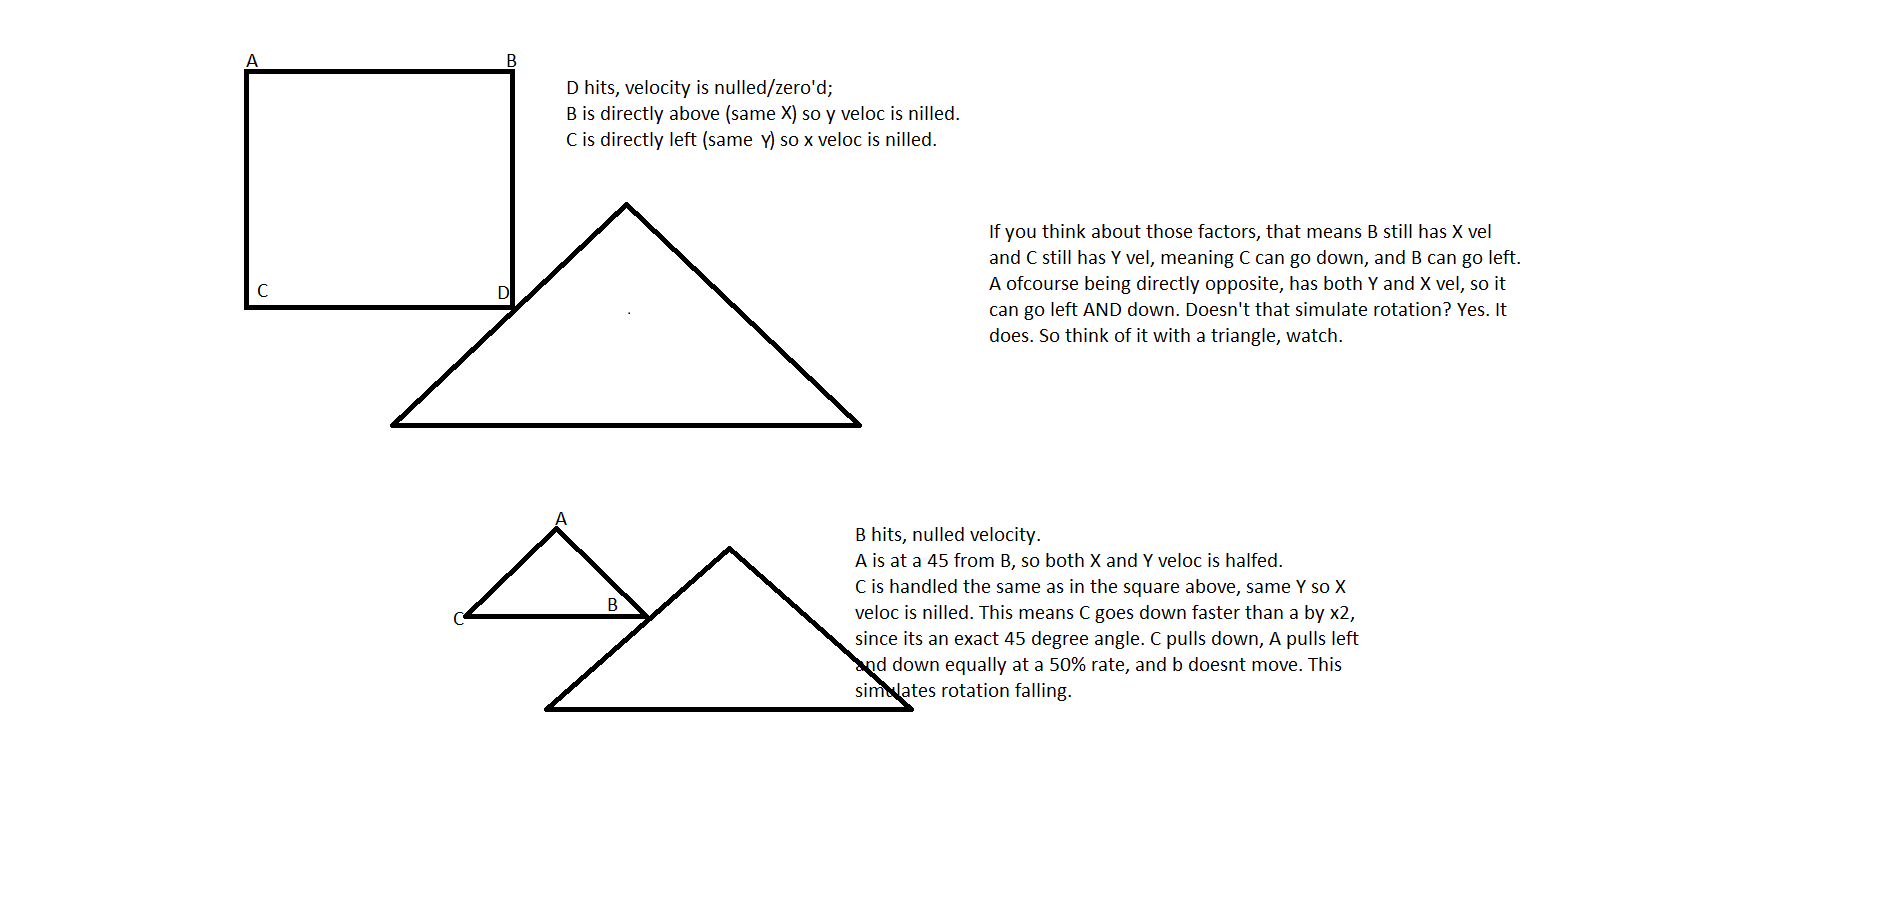 A
B
D hits, velocity is nulled/zero'd;
B is directly above (same X) so y veloc is nilled.
C is directly left (same Y) so x veloc is nilled.
If you think about those factors, that means B still has X vel
and C still has Y vel, meaning C can go down, and B can go left.
A ofcourse being directly opposite, has both Y and X vel, so it
can go left AND down. Doesn't that simulate rotation? Yes. It
does. So think of it with a triangle, watch.
C
D
A
B
C
B hits, nulled velocity.
A is at a 45 from B, so both X and Y veloc is halfed.
C is handled the same as in the square above, same Y so X
veloc is nilled. This means C goes down faster than a by x2,
since its an exact 45 degree angle. C pulls down, A pulls left
and down equally at a 50% rate, and b doesnt move. This
simulates rotation falling.